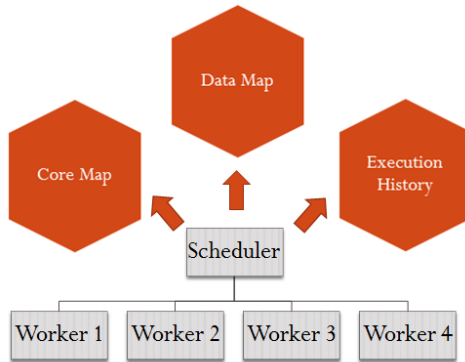 Data Map
Core Map
Execution
History
Scheduler
Worker 1
Worker 2
Worker 3
Worker 4